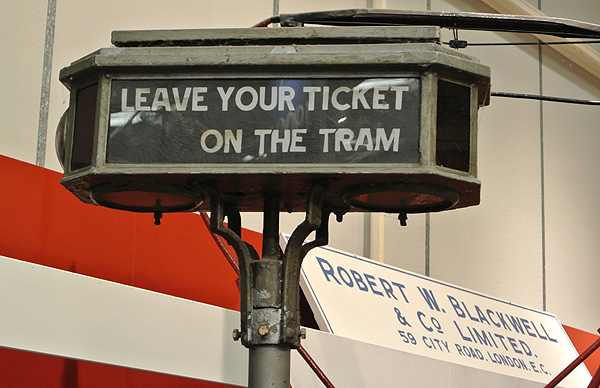 LEAVE YOUR TICKET
ON THE TRAM
ROBERT W. BLACKWELL
& CO LIMITED.
59 CITY ROAD, LONDON, E.C.